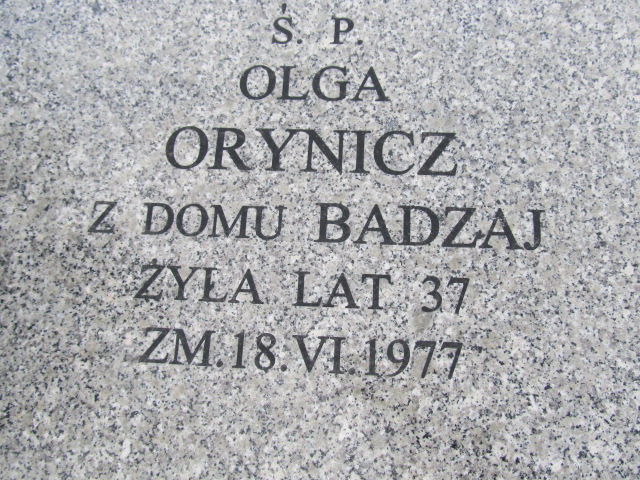 Ś. P.
OLGA
ORYNICZ
Z DOMU BADZAJ
ŻYŁA LAT 37
ZM.18.VI.1977